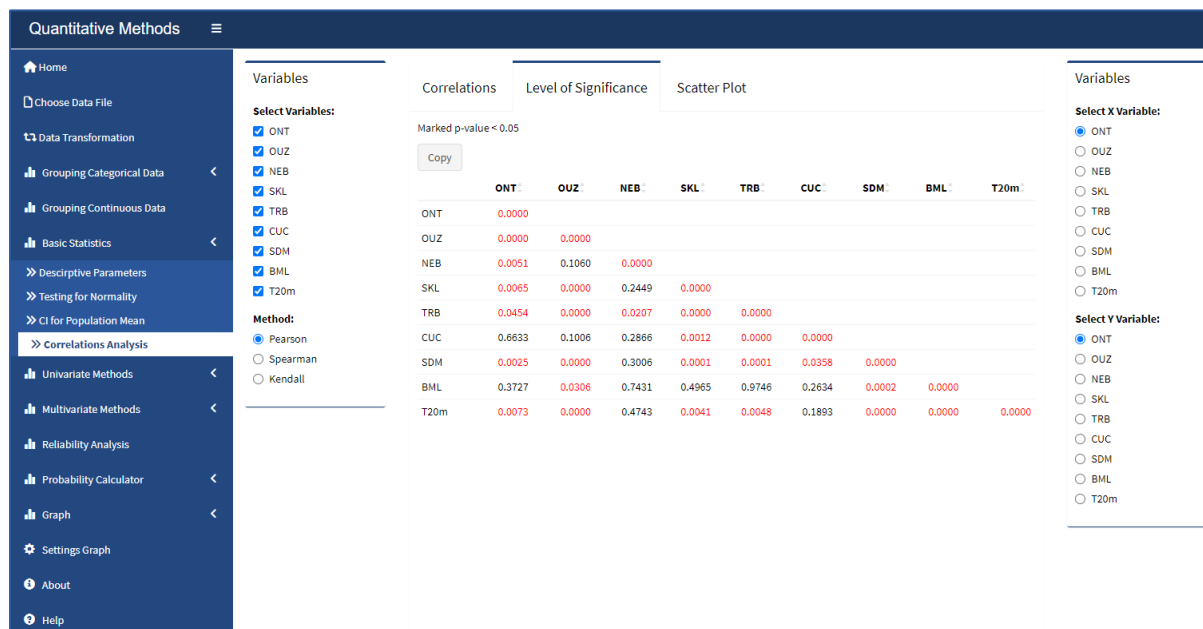 Quantitative Methods
Home
Choose Data File
Data Transformation
Grouping Categorical Data
Grouping Continuous Data
Basic Statistics
Descirptive Parameters
Testing for Normality
CI for Population Mean
Correlations Analysis
Univariate Methods
Multivariate Methods
Reliability Analysis
Probability Calculator
Graph
Settings Graph
About
Help
Variables
Select Variables:
ONT
OUZ
NEB
SKL
TRB
CUC
SDM
BML
T20m
Method:
Pearson
Spearman
Kendall
Correlations Level of Significance Scatter Plot
Marked p-value < 0.05
Copy
ONT OUZ NEB SKL TRB CUC SDM BML T20m
ONT 0.0000
OUZ 0.0000 0.0000
NEB 0.0051 0.1060 0.0000
SKL 0.0065 0.0000 0.2449 0.0000
TRB 0.0454 0.0000 0.0207 0.0000 0.0000
CUC 0.6633 0.1006 0.2866 0.0012 0.0000 0.0000
SDM 0.0025 0.0000 0.3006 0.0001 0.0001 0.0358 0.0000
BML 0.3727 0.0306 0.7431 0.4965 0.9746 0.2634 0.0002 0.0000
T20m 0.0073 0.0000 0.4743 0.0041 0.0048 0.1893 0.0000 0.0000 0.0000
Variables
Select X Variable:
ONT
OUZ
NEB
SKL
TRB
CUC
SDM
BML
T20m
Select Y Variable:
ONT
OUZ
NEB
SKL
TRB
CUC
SDM
BML
T20m